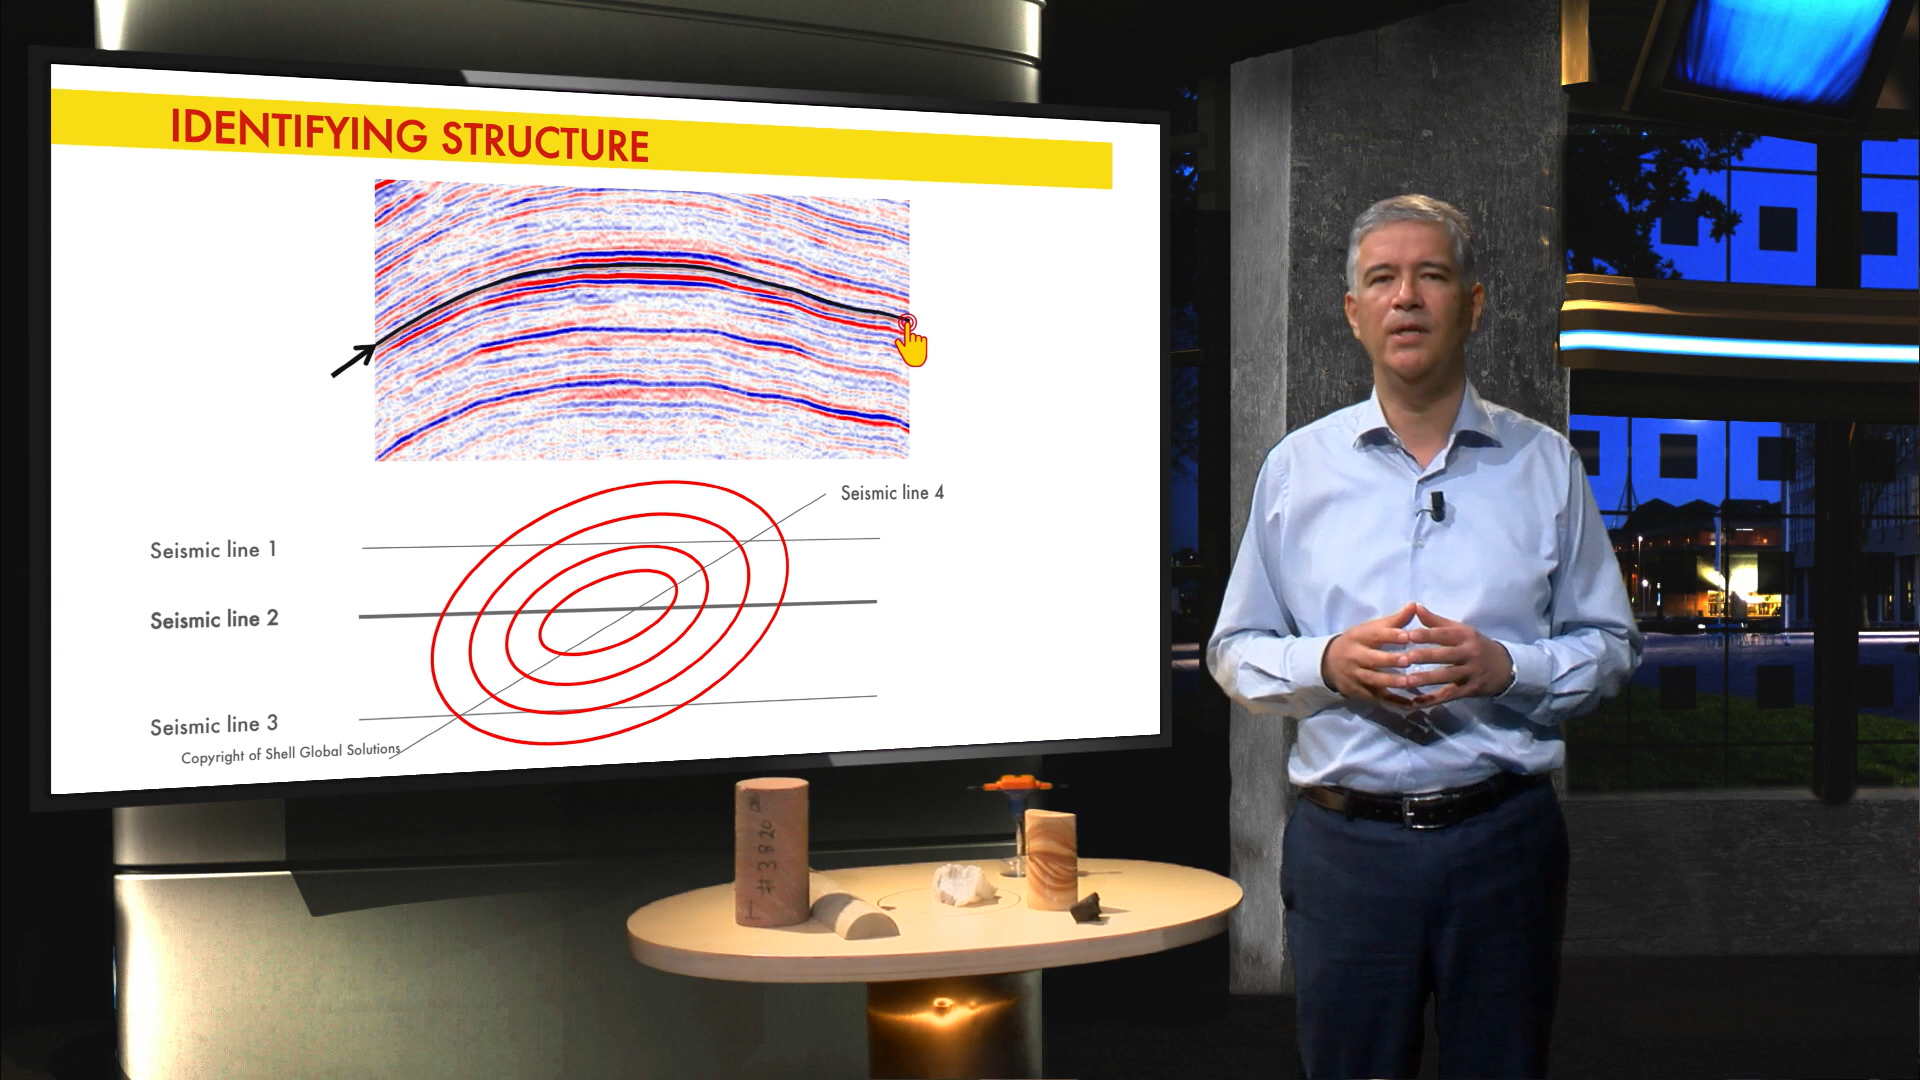 IDENTIFYING STRUCTURE
Seismic line 4
Seismic line 1
Seismic line 2
Seismic line 3
Copyright of Shell Global Solutions
#3820